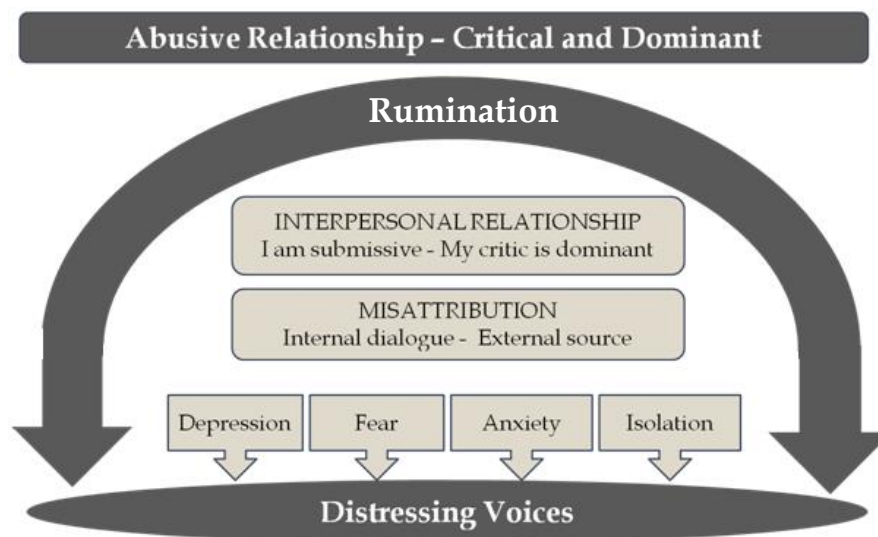 Abusive Relationship – Critical and Dominant
Rumination
INTERPERSONAL RELATIONSHIP
I am submissive - My critic is dominant
MISATTRIBUTION
Internal dialogue - External source
Depression
Fear
Anxiety
Isolation
Distressing Voices